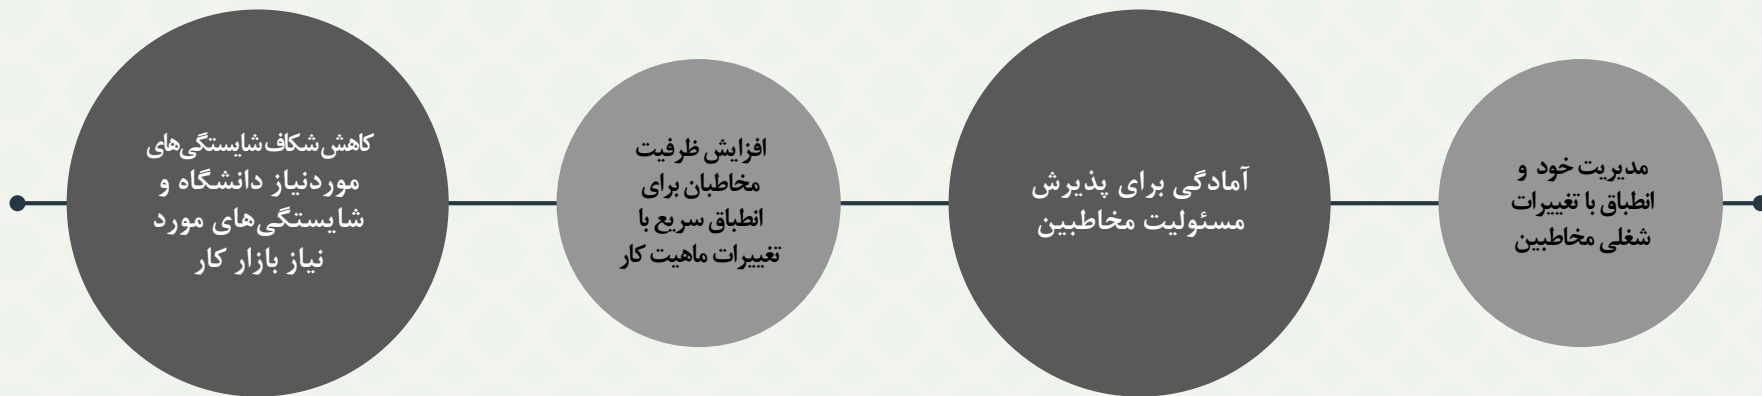 مدیریت خود و
انطباق با تغییرات
شغلی مخاطبین
آمادگی برای پذیرش
مسئولیت مخاطبین
افزایش ظرفیت
مخاطبان برای
انطباق سریع با
تغییرات ماهیت کار
کاهش شکاف شایستگی‌های
موردنیاز دانشگاه و
شایستگی‌های مورد
نیاز بازار کار